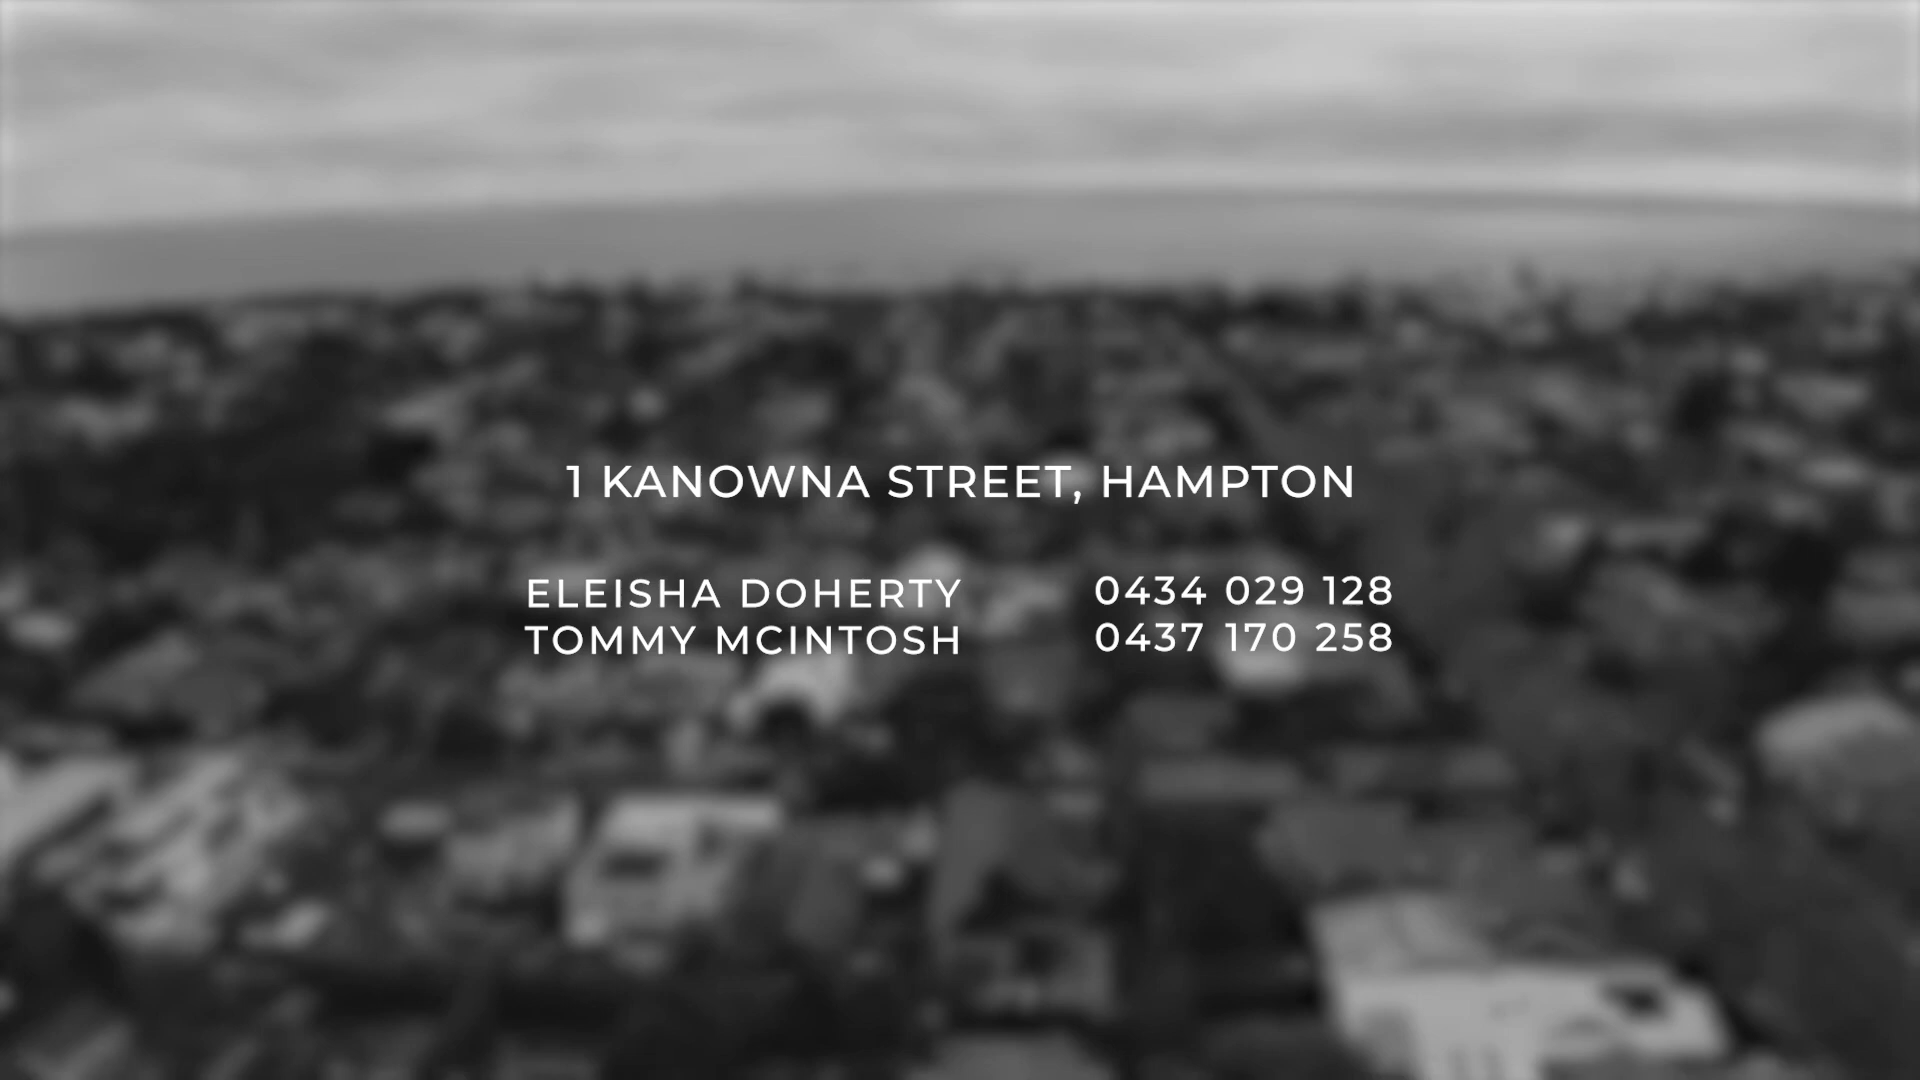 1 KANOWNA STREET, HAMPTON
ELEISHA DOHERTY 0434 029 128
TOMMY MCINTOSH 0437 170 258